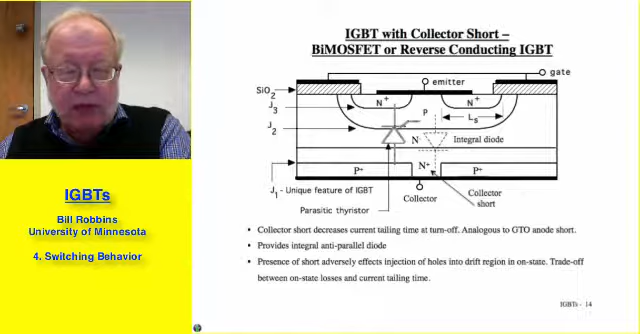 IGBT with Collector Short –
BiMOSFET or Reverse Conducting IGBT
gate
emitter
SiO2
J3
N+
N+
P
Ls
J2
N-
Integral diode
N+
P+
P+
J1 - Unique feature of IGBT
Parasitic thyristor
Collector
Collector
short
• Collector short decreases current tailing time at turn-off. Analogous to GTO anode short.
• Provides integral anti-parallel diode
• Presence of short adversely effects injection of holes into drift region in on-state. Trade-off
between on-state losses and current tailing time.
IGBTs - 14
IGBTs
Bill Robbins
University of Minnesota
4. Switching Behavior